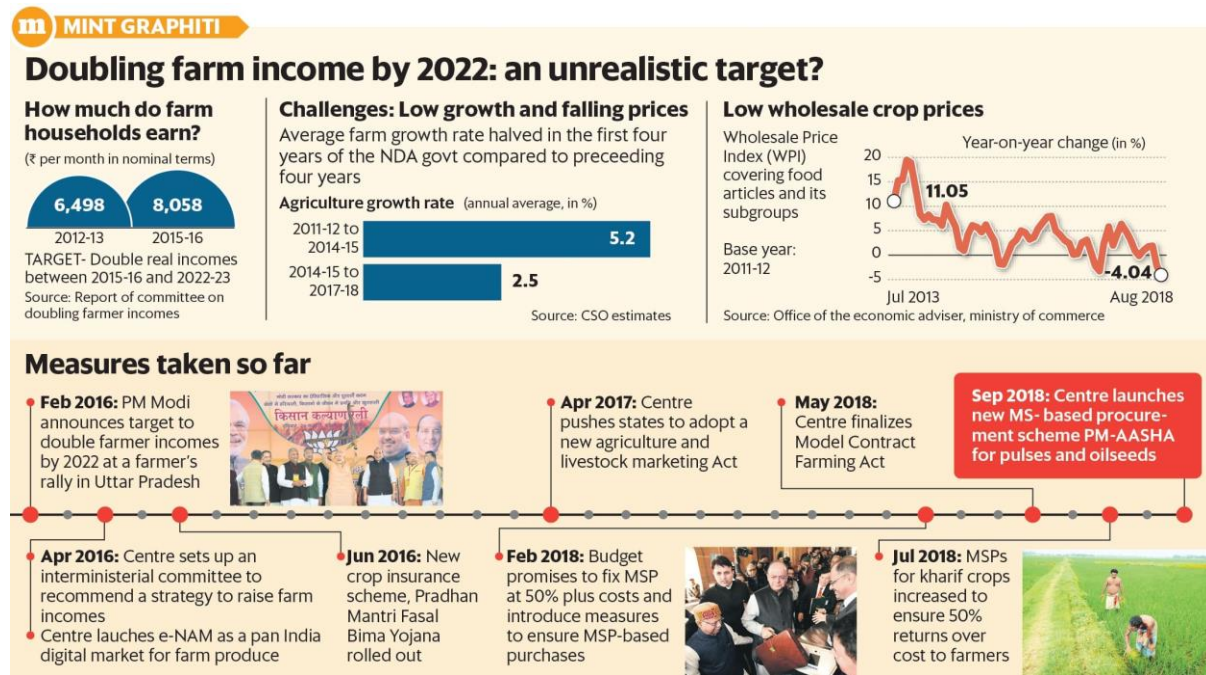 m MINT GRAPHITI
Doubling farm income by 2022: an unrealistic target?
How much do farm
households earn?
(₹ per month in nominal terms)
6,498
8,058
2012-13
2015-16
TARGET- Double real incomes
between 2015-16 and 2022-23
Source: Report of committee on
doubling farmer incomes
Challenges: Low growth and falling prices
Average farm growth rate halved in the first four
years of the NDA govt compared to preceeding
four years
Agriculture growth rate (annual average, in %)
2011-12 to
2014-15
5.2
2014-15 to
2017-18
2.5
Source: CSO estimates
Low wholesale crop prices
Wholesale Price
Index (WPI)
covering food
articles and its
subgroups
Base year:
2011-12
Year-on-year change (in %)
20
15
10
5
0
-5
11.05
-4.04
Jul 2013
Aug 2018
Source: Office of the economic adviser, ministry of commerce
Measures taken so far
Feb 2016: PM Modi
announces target to
double farmer incomes
by 2022 at a farmer's
rally in Uttar Pradesh
किसान कल्याण रैली
Apr 2017: Centre
pushes states to adopt a
new agriculture and
livestock marketing Act
May 2018:
Centre finalizes
Model Contract
Farming Act
Sep 2018: Centre launches
new MS- based procure-
ment scheme PM-AASHA
for pulses and oilseeds
Apr 2016: Centre sets up an
interministerial committee to
recommend a strategy to raise farm
incomes
Centre lauches e-NAM as a pan India
digital market for farm produce
Jun 2016: New
crop insurance
scheme, Pradhan
Mantri Fasal
Bima Yojana
rolled out
Feb 2018: Budget
promises to fix MSP
at 50% plus costs and
introduce measures
to ensure MSP-based
purchases
Jul 2018: MSPs
for kharif crops
increased to
ensure 50%
returns over
cost to farmers